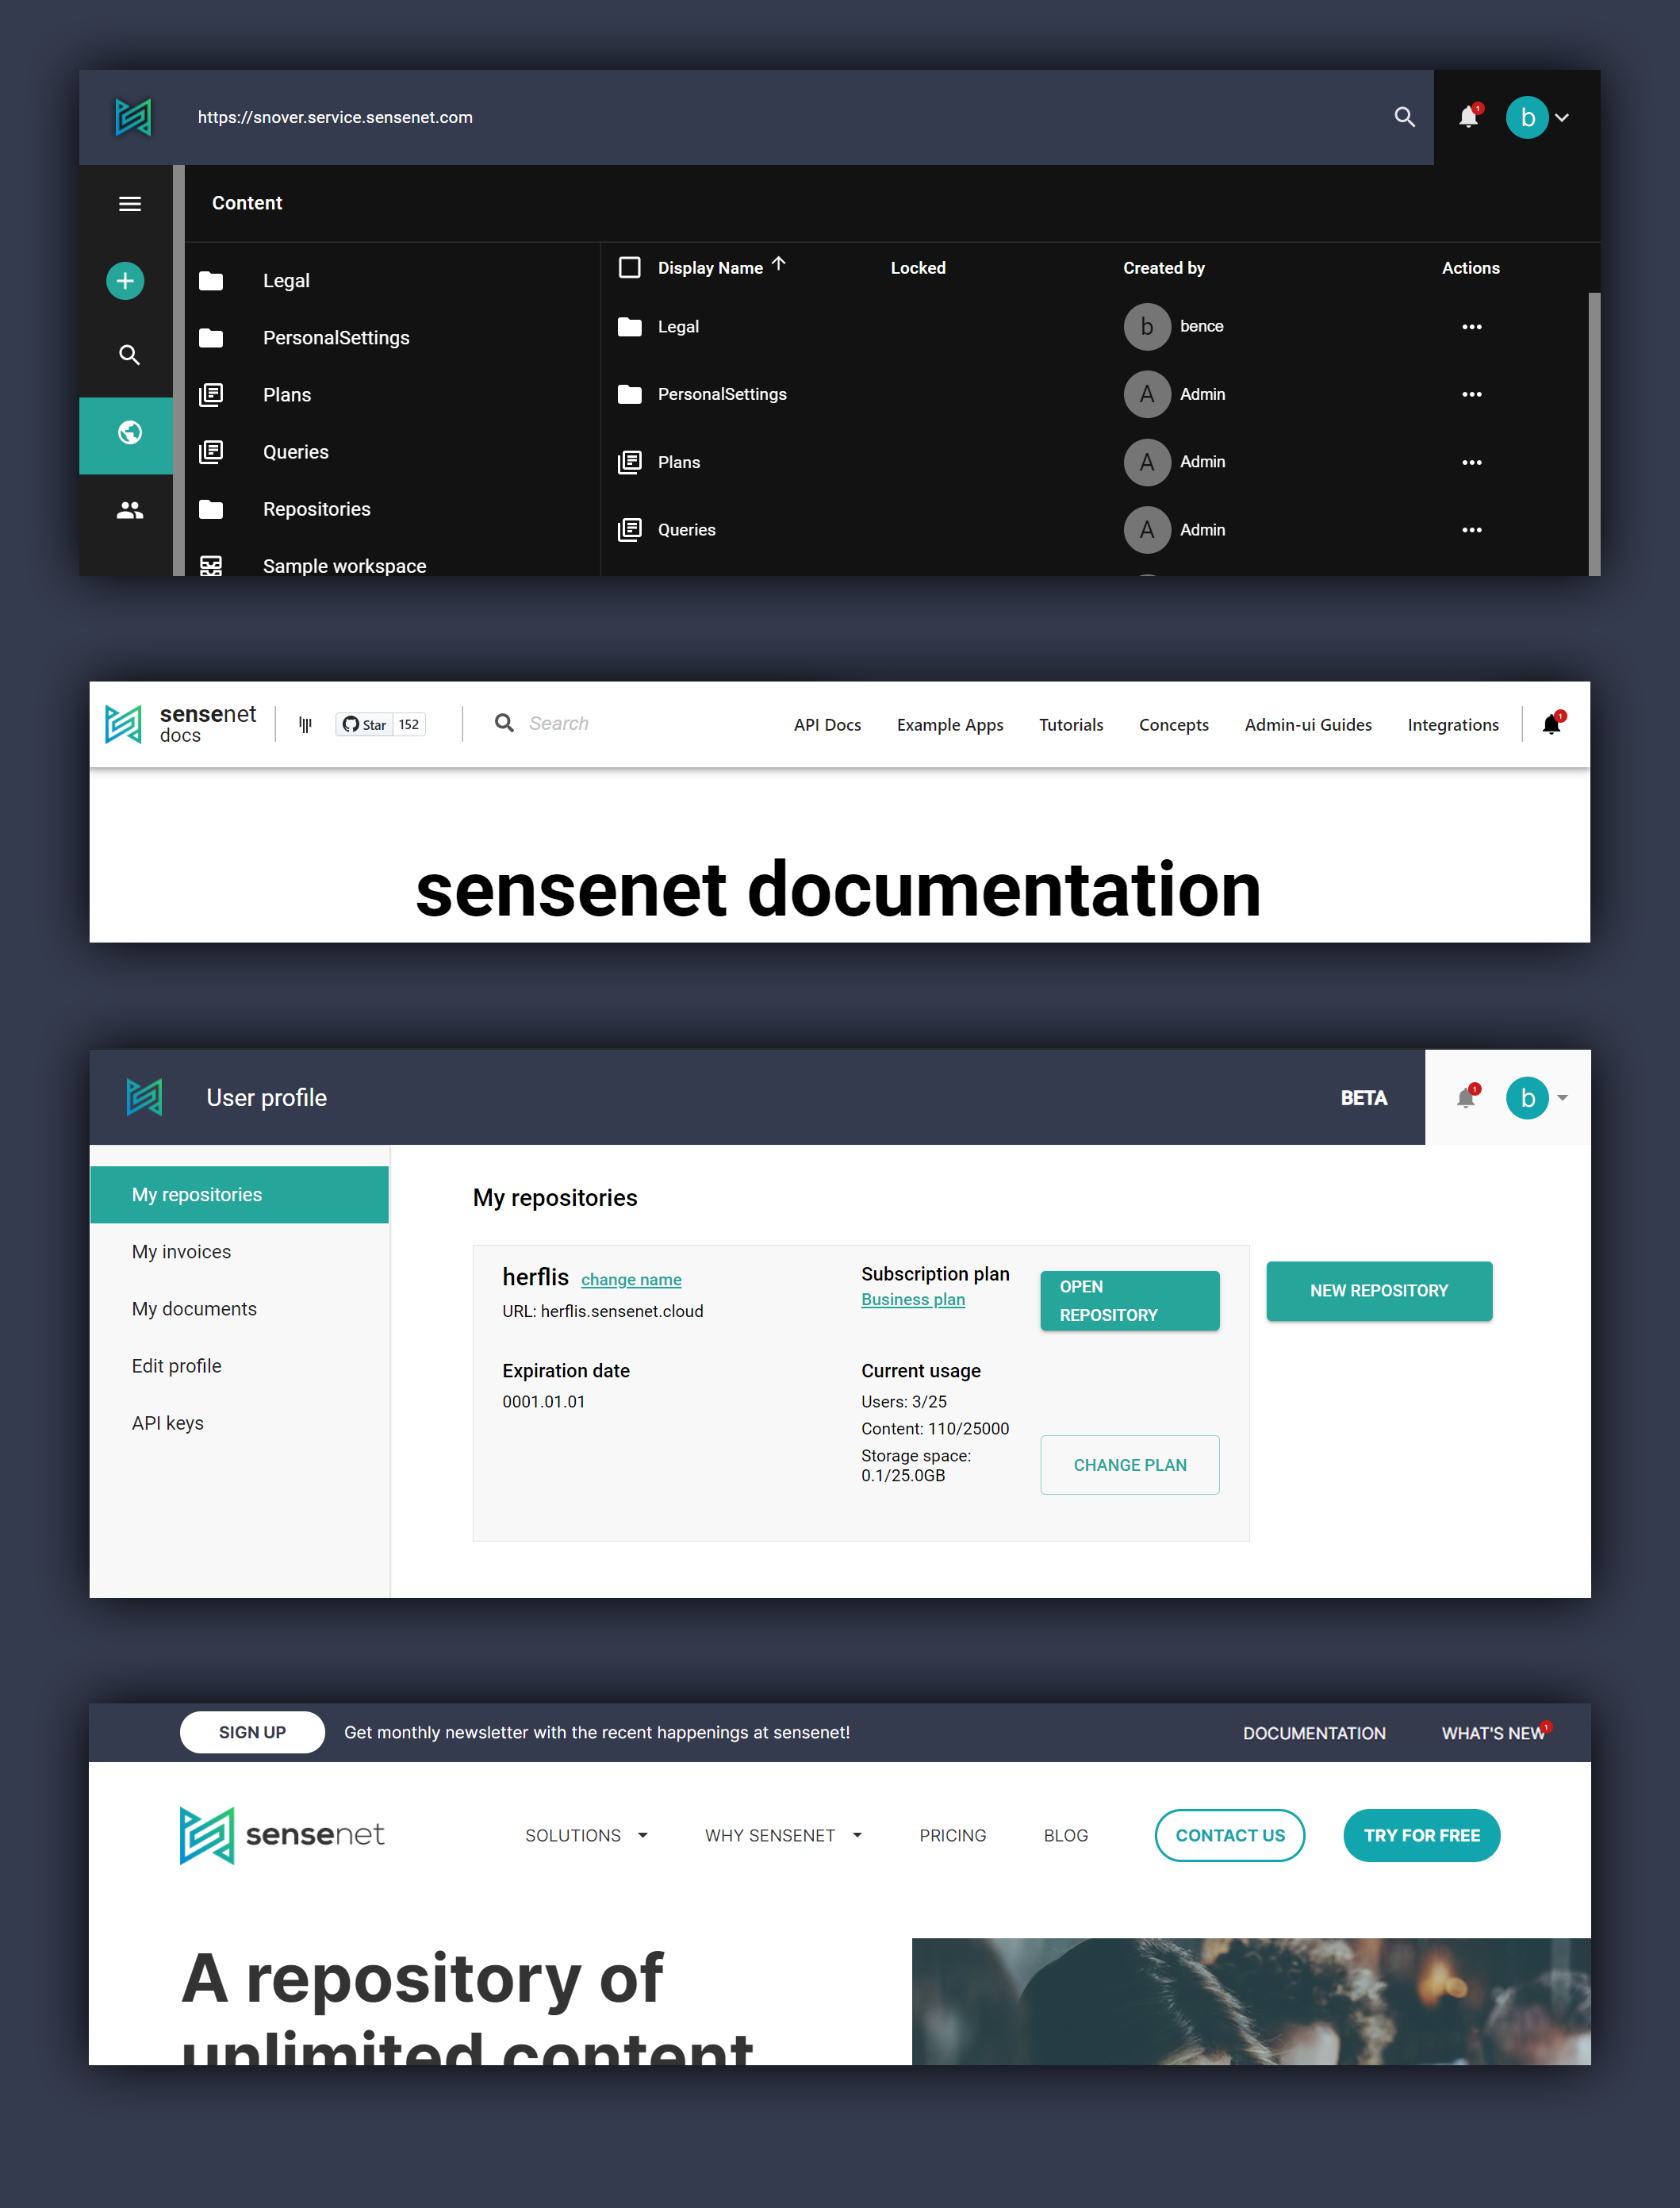 https://snover.service.sensenet.com
1
b
Content
Legal
PersonalSettings
Plans
Queries
Repositories
Sample workspace
Display Name Locked Created by Actions
Legal b bence
PersonalSettings A Admin
Plans A Admin
Queries A Admin
sensenet
docs
Star 152
Search
API Docs Example Apps Tutorials Concepts Admin-ui Guides Integrations
1
sensenet documentation
User profile
BETA
1
b
My repositories
My invoices
My documents
Edit profile
API keys
My repositories
herflis change name
URL: herflis.sensenet.cloud
Expiration date
0001.01.01
Subscription plan
Business plan
OPEN
REPOSITORY
Current usage
Users: 3/25
Content: 110/25000
Storage space:
0.1/25.0GB
CHANGE PLAN
NEW REPOSITORY
SIGN UP Get monthly newsletter with the recent happenings at sensenet! DOCUMENTATION WHAT'S NEW 1
sensenet SOLUTIONS WHY SENSENET PRICING BLOG CONTACT US TRY FOR FREE
A repository of
unlimited content